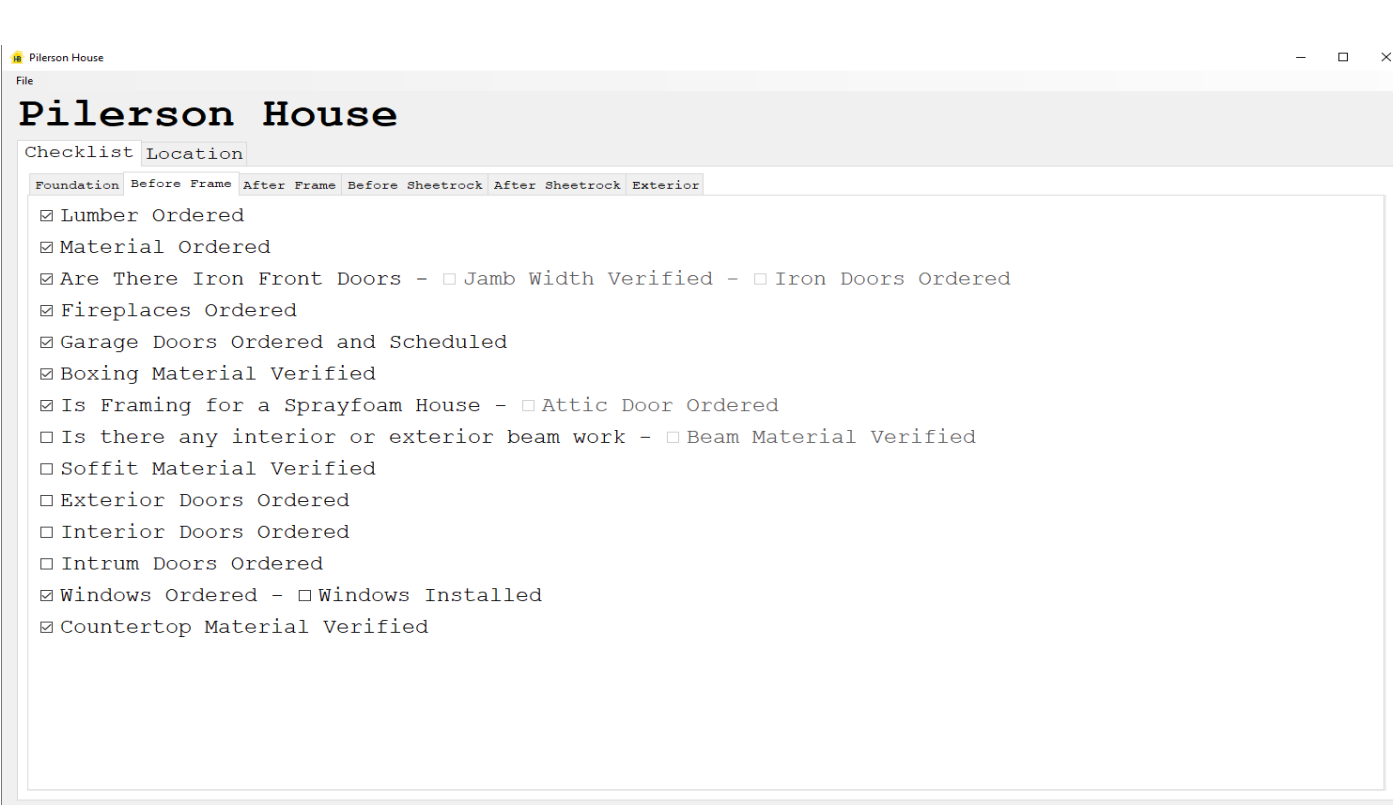 HB Pilerson House
File
Pilerson House
Checklist Location
Foundation Before Frame After Frame Before Sheetrock After Sheetrock Exterior
Lumber Ordered
Material Ordered
Are There Iron Front Doors - Jamb Width Verified - Iron Doors Ordered
Fireplaces Ordered
Garage Doors Ordered and Scheduled
Boxing Material Verified
Is Framing for a Sprayfoam House - Attic Door Ordered
Is there any interior or exterior beam work - Beam Material Verified
Soffit Material Verified
Exterior Doors Ordered
Interior Doors Ordered
Intrum Doors Ordered
Windows Ordered - Windows Installed
Countertop Material Verified